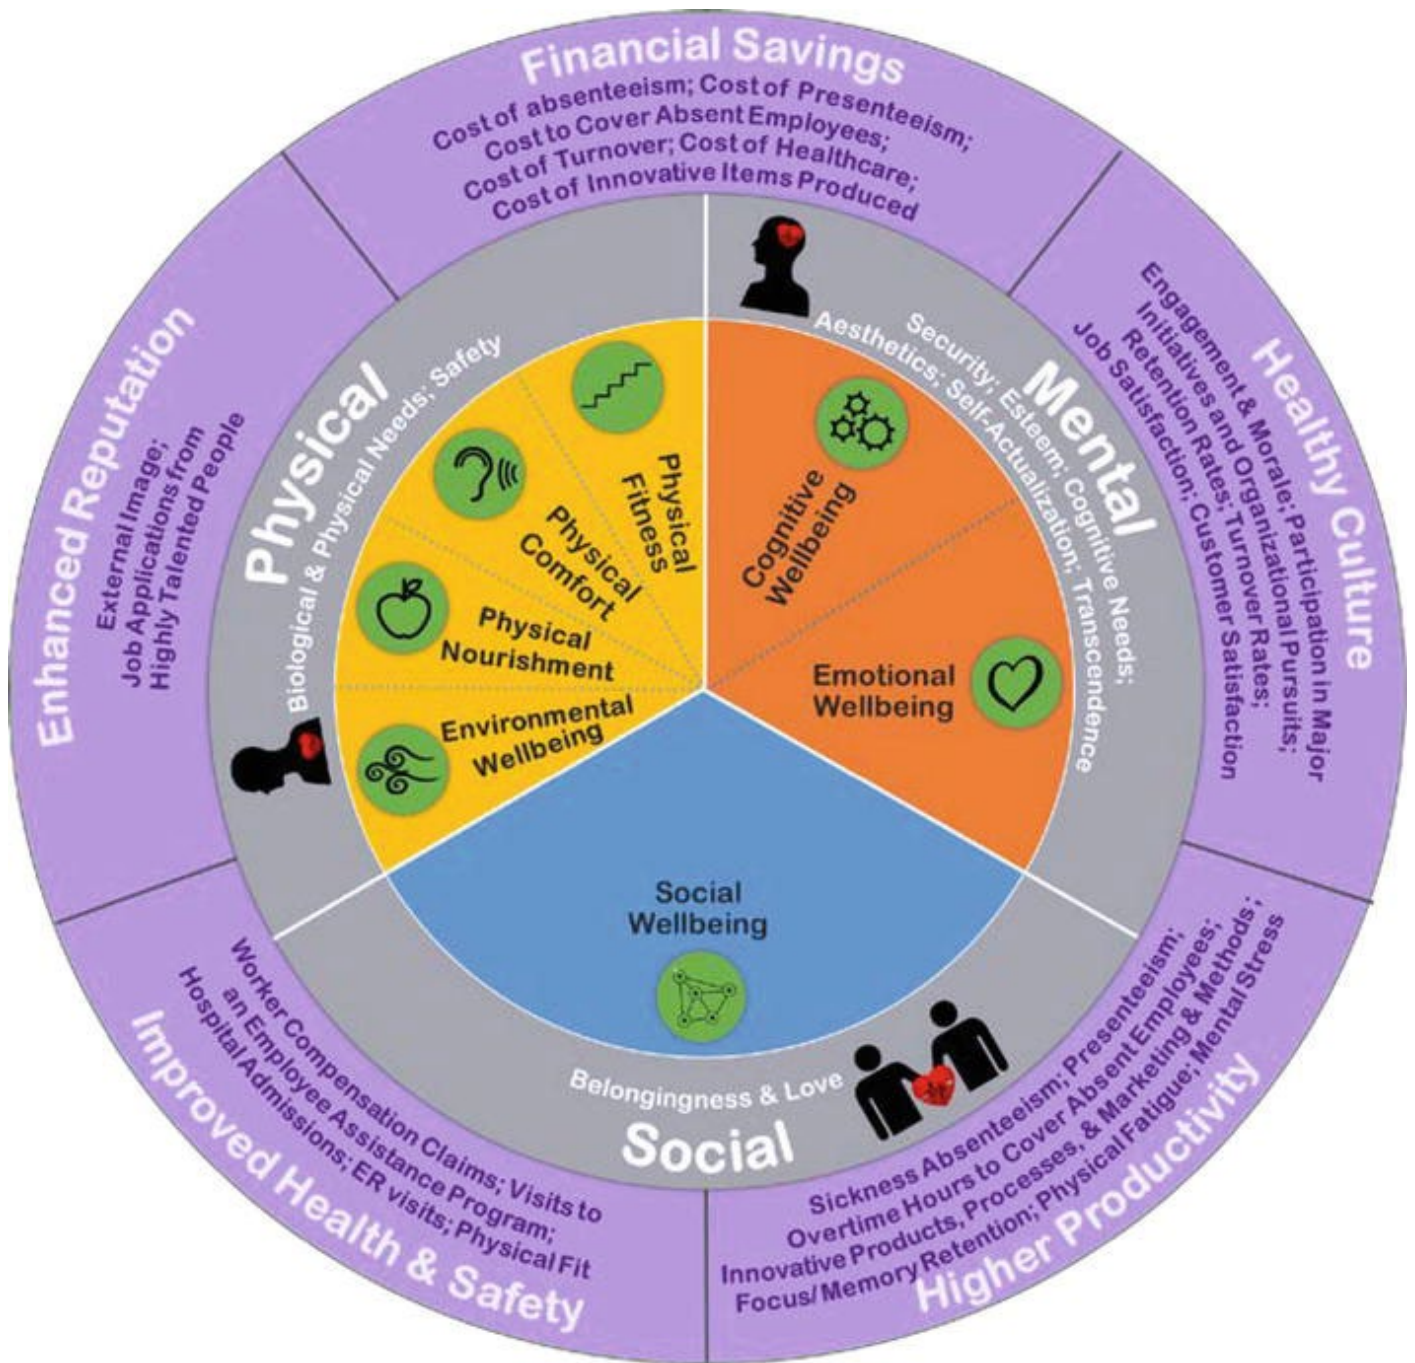 Financial Savings
Cost of absenteeism; Cost of Presenteeism;
Cost to Cover Absent Employees;
Cost of Turnover; Cost of Healthcare;
Cost of Innovative Items Produced
Healthy Culture
Engagement & Morale; Participation in Major
Initiatives and Organizational Pursuits;
Retention Rates; Turnover Rates;
Job Satisfaction; Customer Satisfaction
Higher Productivity
Sickness Absenteeism; Presenteeism;
Overtime Hours to Cover Absent Employees;
Innovative Products, Processes, & Marketing & Methods;
Focus/ Memory Retention; Physical Fatigue; Mental Stress
Improved Health & Safety
Worker Compensation Claims; Visits to
an Employee Assistance Program;
Hospital Admissions; ER visits; Physical Fit
Enhanced Reputation
External Image;
Job Applications from
Highly Talented People
Physical
Biological & Physical Needs; Safety
Mental
Security; Esteem; Cognitive Needs;
Aesthetics; Self-Actualization; Transcendence
Social
Belongingness & Love
Physical
Fitness
Physical
Comfort
Physical
Nourishment
Environmental
Wellbeing
Cognitive
Wellbeing
Emotional
Wellbeing
Social
Wellbeing